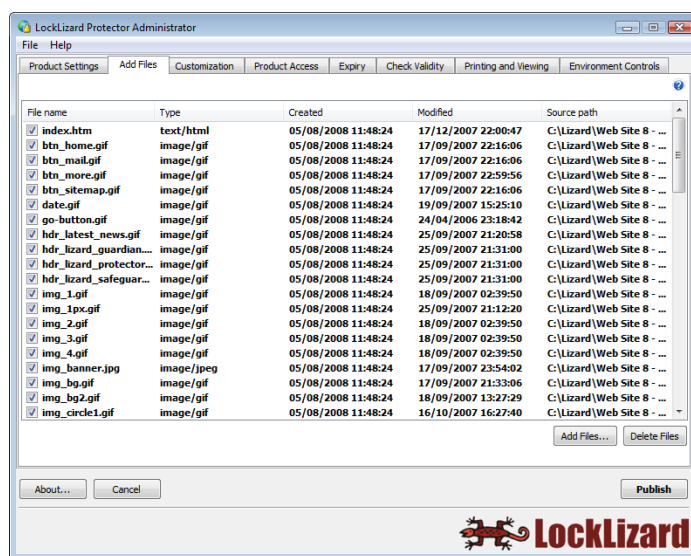 LockLizard Protector Administrator
File Help
Product Settings Add Files Customization Product Access Expiry Check Validity Printing and Viewing Environment Controls
?
File name Type Created Modified Source path
index.htm text/html 05/08/2008 11:48:24 17/12/2007 22:00:47 C:\Lizard\Web Site 8 - ...
btn_home.gif image/gif 05/08/2008 11:48:24 17/09/2007 22:16:06 C:\Lizard\Web Site 8 - ...
btn_mail.gif image/gif 05/08/2008 11:48:24 17/09/2007 22:16:06 C:\Lizard\Web Site 8 - ...
btn_more.gif image/gif 05/08/2008 11:48:24 17/09/2007 22:59:56 C:\Lizard\Web Site 8 - ...
btn_sitemap.gif image/gif 05/08/2008 11:48:24 17/09/2007 22:16:06 C:\Lizard\Web Site 8 - ...
date.gif image/gif 05/08/2008 11:48:24 19/09/2007 15:25:10 C:\Lizard\Web Site 8 - ...
go-button.gif image/gif 05/08/2008 11:48:24 24/04/2006 23:18:42 C:\Lizard\Web Site 8 - ...
hdr_latest_news.gif image/gif 05/08/2008 11:48:24 25/09/2007 21:20:58 C:\Lizard\Web Site 8 - ...
hdr_lizard_guardian.... image/gif 05/08/2008 11:48:24 25/09/2007 21:31:00 C:\Lizard\Web Site 8 - ...
hdr_lizard_protector... image/gif 05/08/2008 11:48:24 25/09/2007 21:31:00 C:\Lizard\Web Site 8 - ...
hdr_lizard_safeguar... image/gif 05/08/2008 11:48:24 25/09/2007 21:31:00 C:\Lizard\Web Site 8 - ...
img_1.gif image/gif 05/08/2008 11:48:24 18/09/2007 02:39:50 C:\Lizard\Web Site 8 - ...
img_1px.gif image/gif 05/08/2008 11:48:24 25/09/2007 21:12:20 C:\Lizard\Web Site 8 - ...
img_2.gif image/gif 05/08/2008 11:48:24 18/09/2007 02:39:50 C:\Lizard\Web Site 8 - ...
img_3.gif image/gif 05/08/2008 11:48:24 18/09/2007 02:39:50 C:\Lizard\Web Site 8 - ...
img_4.gif image/gif 05/08/2008 11:48:24 18/09/2007 02:39:50 C:\Lizard\Web Site 8 - ...
img_banner.jpg image/jpeg 05/08/2008 11:48:24 17/09/2007 23:54:02 C:\Lizard\Web Site 8 - ...
img_bg.gif image/gif 05/08/2008 11:48:24 17/09/2007 21:33:06 C:\Lizard\Web Site 8 - ...
img_bg2.gif image/gif 05/08/2008 11:48:24 18/09/2007 13:27:29 C:\Lizard\Web Site 8 - ...
img_circle1.gif image/gif 05/08/2008 11:48:24 16/10/2007 16:27:40 C:\Lizard\Web Site 8 - ...
Add Files... Delete Files
About... Cancel Publish
LockLizard